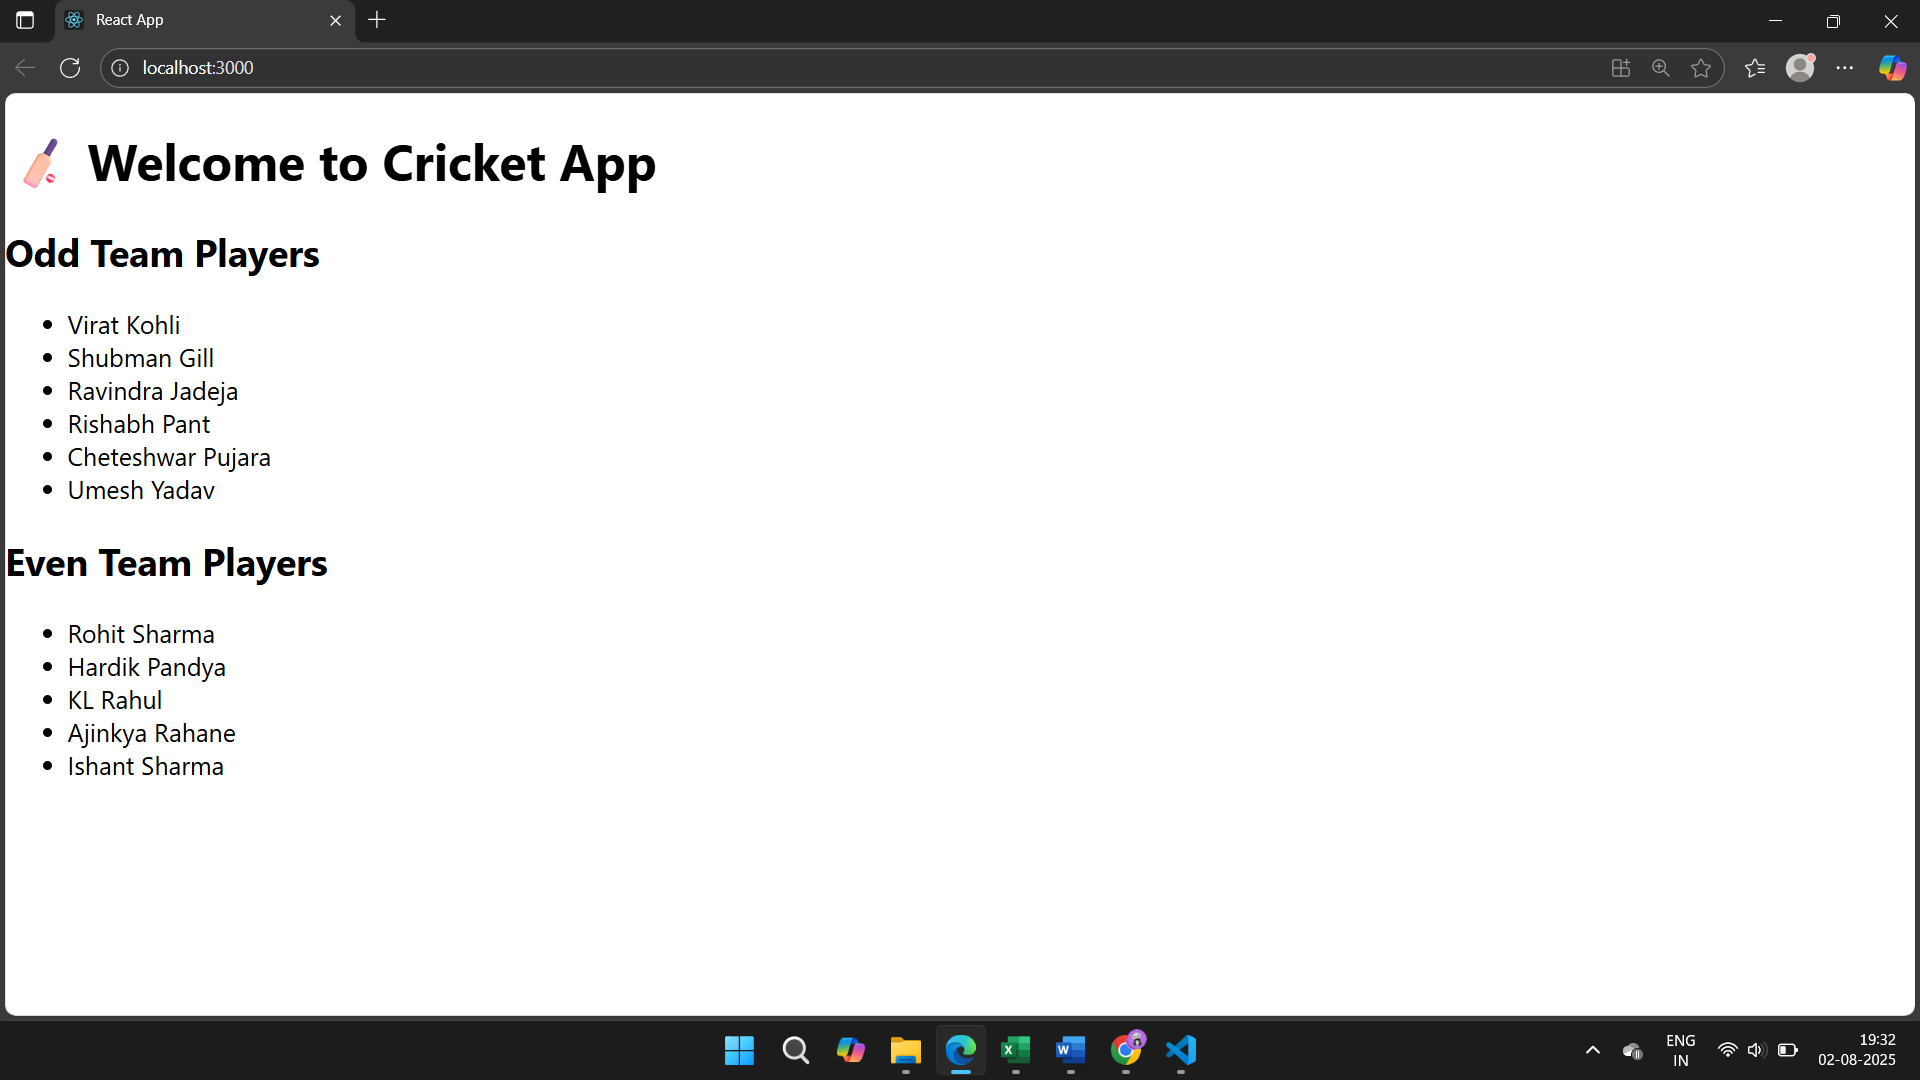 React App
localhost:3000
Welcome to Cricket App
Odd Team Players
Virat Kohli
Shubman Gill
Ravindra Jadeja
Rishabh Pant
Cheteshwar Pujara
Umesh Yadav
Even Team Players
Rohit Sharma
Hardik Pandya
KL Rahul
Ajinkya Rahane
Ishant Sharma
ENG
IN
19:32
02-08-2025